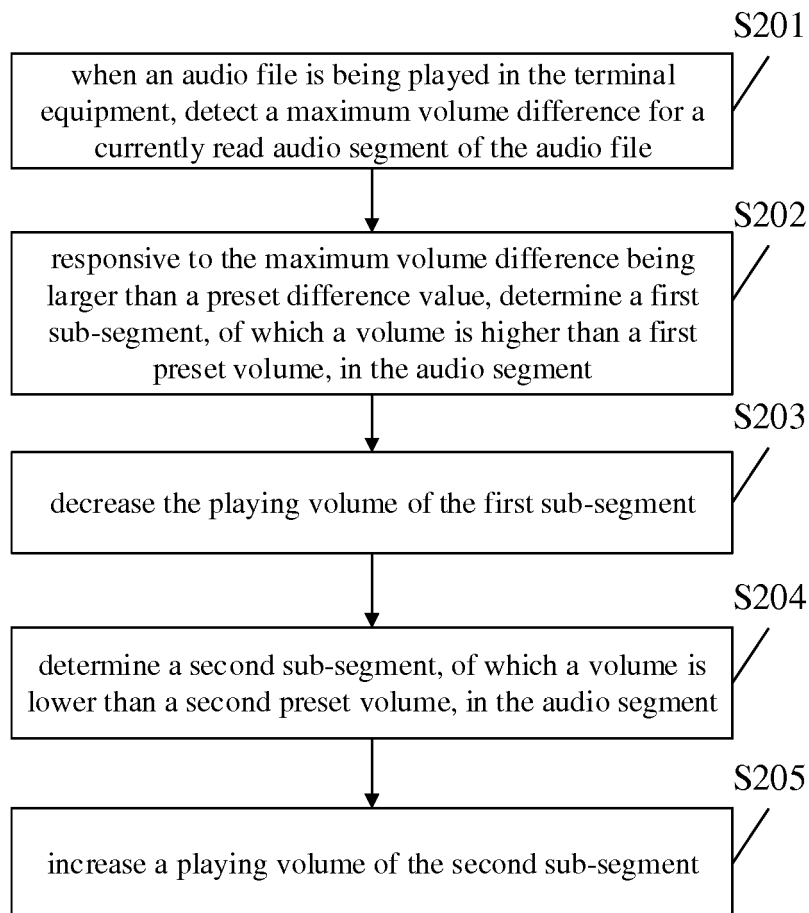 S201
when an audio file is being played in the terminal
equipment, detect a maximum volume difference for a
currently read audio segment of the audio file
S202
responsive to the maximum volume difference being
larger than a preset difference value, determine a first
sub-segment, of which a volume is higher than a first
preset volume, in the audio segment
S203
decrease the playing volume of the first sub-segment
S204
determine a second sub-segment, of which a volume is
lower than a second preset volume, in the audio segment
S205
increase a playing volume of the second sub-segment